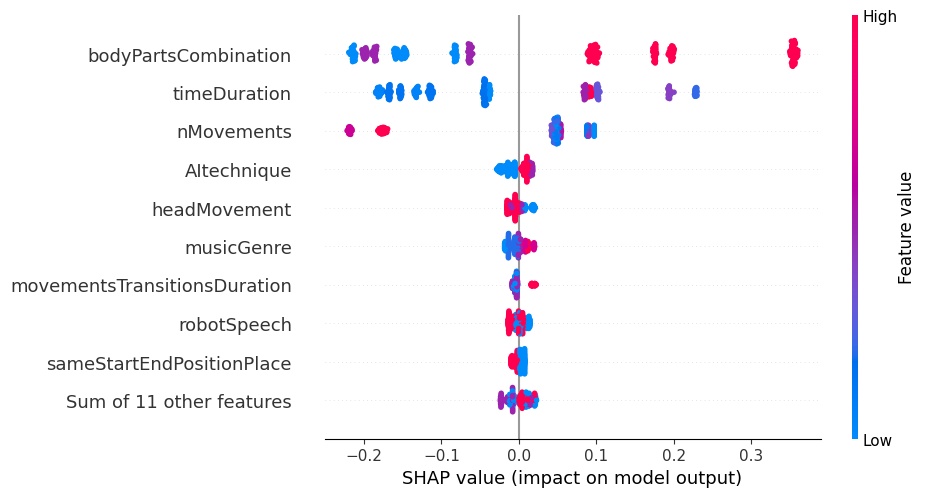 High
bodyPartsCombination
timeDuration
nMovements
AItechnique
headMovement
musicGenre
movementsTransitionsDuration
robotSpeech
sameStartEndPositionPlace
Sum of 11 other features
Feature value
Low
−0.2 −0.1 0.0 0.1 0.2 0.3
SHAP value (impact on model output)